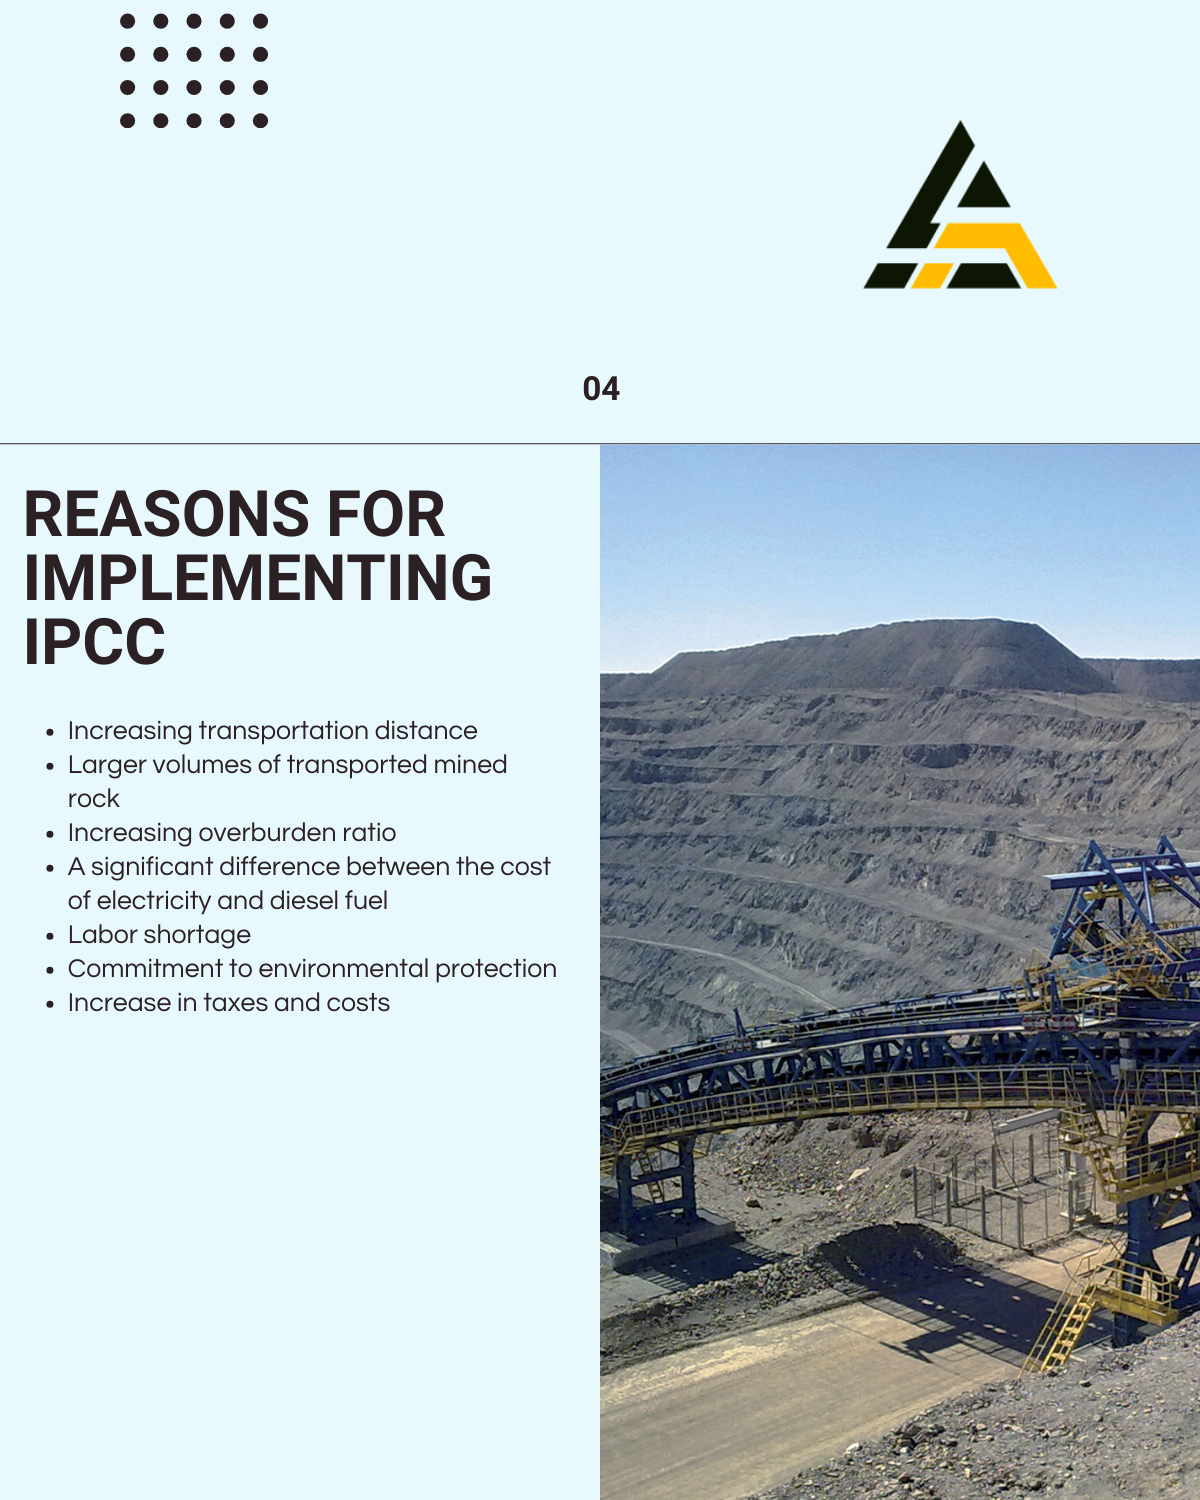 04
REASONS FOR
IMPLEMENTING
IPCC
• Increasing transportation distance
• Larger volumes of transported mined
rock
• Increasing overburden ratio
• A significant difference between the cost
of electricity and diesel fuel
• Labor shortage
• Commitment to environmental protection
• Increase in taxes and costs